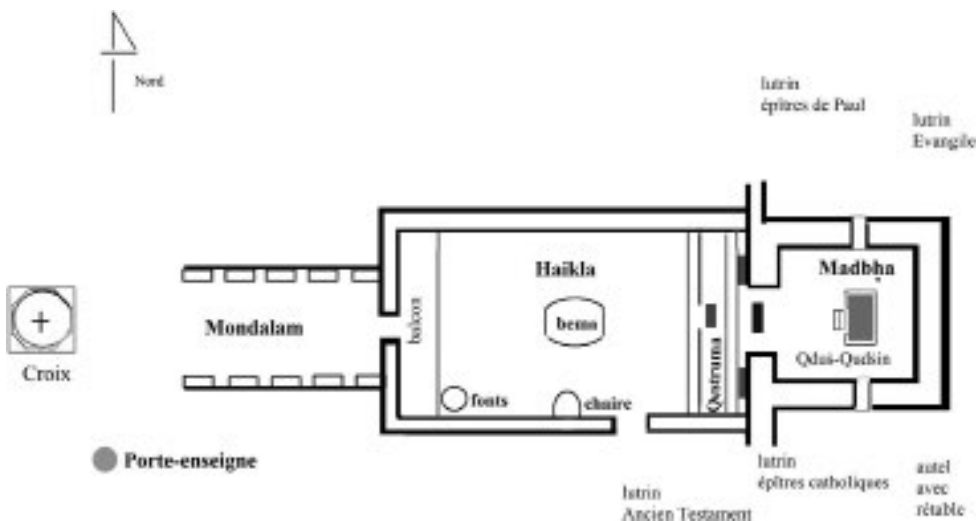 Nord
lutrin
épîtres de Paul
lutrin
Evangile
Haikla
Madbha
Mondalam
balcon
bema
Qestruma
Croix
Qdus-Qudsin
fonts
chaire
Porte-enseigne
lutrin
épîtres catholiques
autel
avec
rétable
lutrin
Ancien Testament